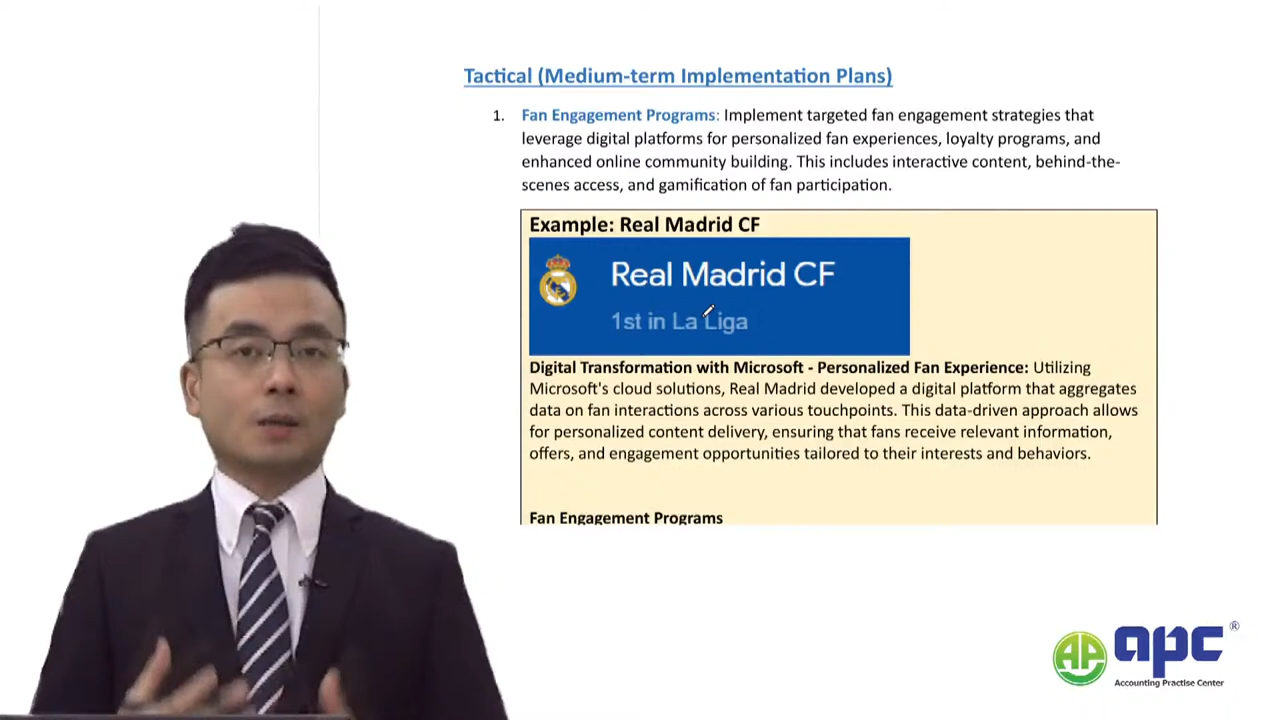 Tactical (Medium-term Implementation Plans)
1. Fan Engagement Programs: Implement targeted fan engagement strategies that
leverage digital platforms for personalized fan experiences, loyalty programs, and
enhanced online community building. This includes interactive content, behind-the-
scenes access, and gamification of fan participation.
Example: Real Madrid CF
Real Madrid CF
1st in La Liga
Digital Transformation with Microsoft - Personalized Fan Experience: Utilizing
Microsoft's cloud solutions, Real Madrid developed a digital platform that aggregates
data on fan interactions across various touchpoints. This data-driven approach allows
for personalized content delivery, ensuring that fans receive relevant information,
offers, and engagement opportunities tailored to their interests and behaviors.
Fan Engagement Programs
AP apc ®
Accounting Practise Center